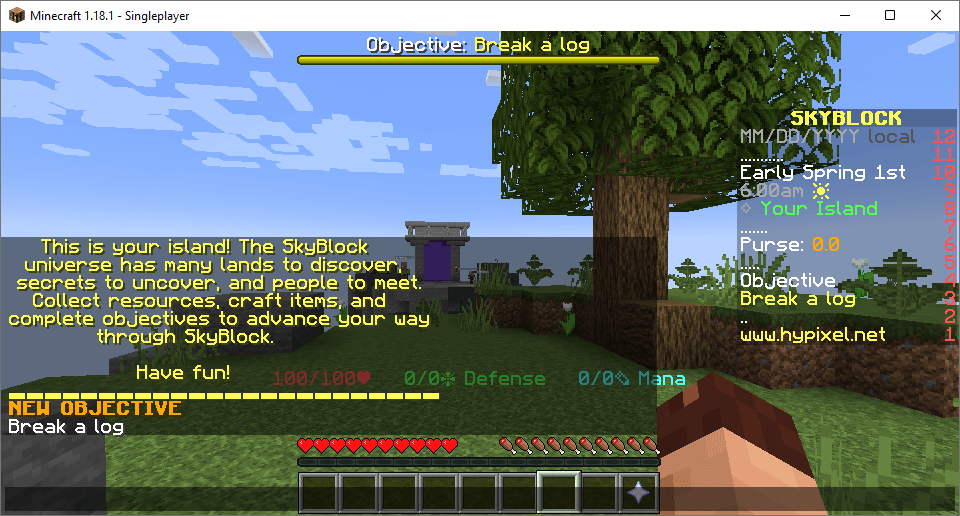 Minecraft 1.18.1 - Singleplayer
Objective: Break a log
SKYBLOCK
MM/DD/YYYY local 12
.......... 11
Early Spring 1st 10
6:00am ☀ 9
Your Island 8
....... 7
Purse: 0.0 6
..... 5
Objective 4
Break a log 3
.. 2
www.hypixel.net 1
This is your island! The SkyBlock
universe has many lands to discover,
secrets to uncover, and people to meet.
Collect resources, craft items, and
complete objectives to advance your way
through SkyBlock.
Have fun!
100/100❤ 0/0 Defense 0/0 Mana
NEW OBJECTIVE
Break a log